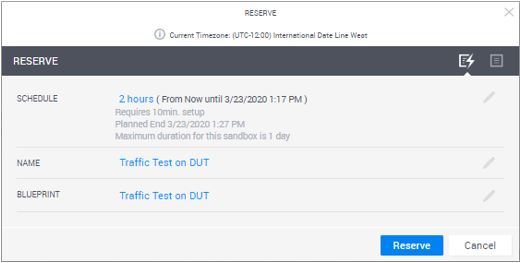 RESERVE
Current Timezone: (UTC-12:00) International Date Line West
RESERVE
SCHEDULE
2 hours ( From Now until 3/23/2020 1:17 PM )
Requires 10min. setup
Planned End 3/23/2020 1:27 PM
Maximum duration for this sandbox is 1 day
NAME
Traffic Test on DUT
BLUEPRINT
Traffic Test on DUT
Reserve
Cancel